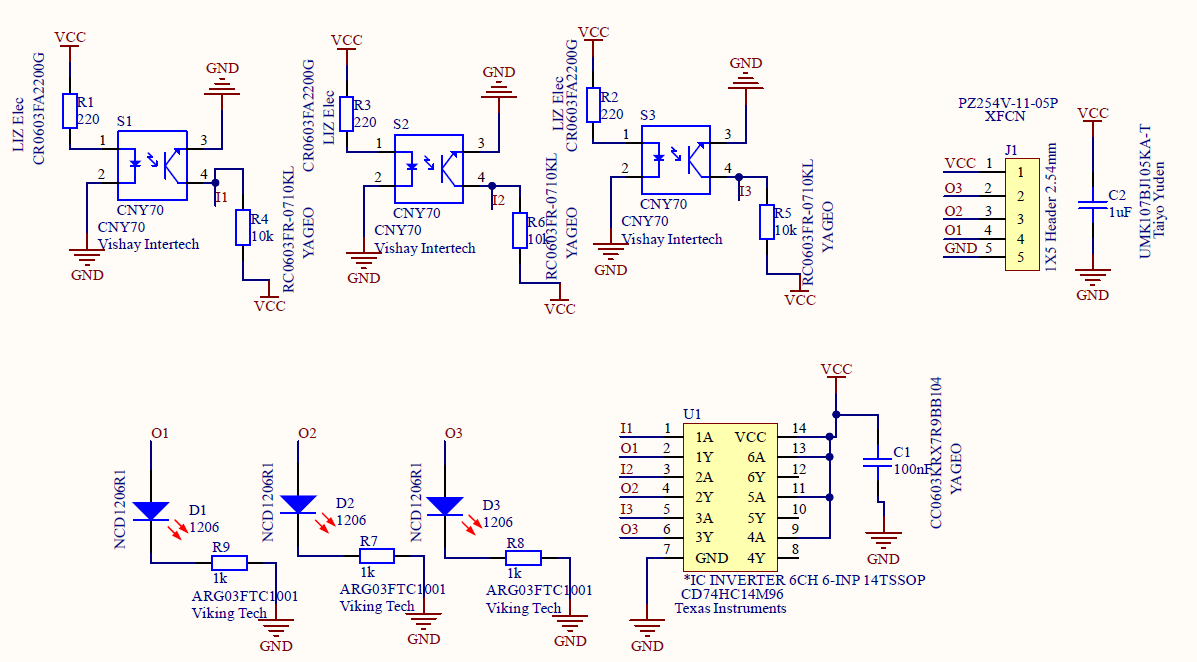 VCC
LIZ Elec
CR0603FA2200G
R1
220
GND
S1
1
2
3
4
I1
CNY70
CNY70
Vishay Intertech
GND
R4
10k
RC0603FR-0710KL
YAGEO
VCC
VCC
CR0603FA2200G
LIZ Elec
R3
220
GND
S2
1
2
3
4
I2
CNY70
CNY70
Vishay Intertech
GND
R6
10k
RC0603FR-0710KL
YAGEO
VCC
VCC
LIZ Elec
CR0603FA2200G
R2
220
GND
S3
1
2
3
4
I3
CNY70
CNY70
Vishay Intertech
GND
R5
10k
RC0603FR-0710KL
YAGEO
VCC
PZ254V-11-05P
XFCN
J1
VCC 1 1
O3 2 2
O2 3 3
O1 4 4
GND 5 5
1X5 Header 2.54mm
VCC
C2
1uF
UMK107BJ105KA-T
Taiyo Yuden
GND
O1
NCD1206R1
D1
1206
R9
1k
ARG03FTC1001
Viking Tech
GND
O2
NCD1206R1
D2
1206
R7
1k
ARG03FTC1001
Viking Tech
GND
O3
NCD1206R1
D3
1206
R8
1k
ARG03FTC1001
Viking Tech
GND
VCC
U1
I1 1 1A VCC 14
O1 2 1Y 6A 13
I2 3 2A 6Y 12
O2 4 2Y 5A 11
I3 5 3A 5Y 10
O3 6 3Y 4A 9
7 GND 4Y 8
*IC INVERTER 6CH 6-INP 14TSSOP
CD74HC14M96
Texas Instruments
GND
C1
100nF
CC0603KRX7R9BB104
YAGEO
GND